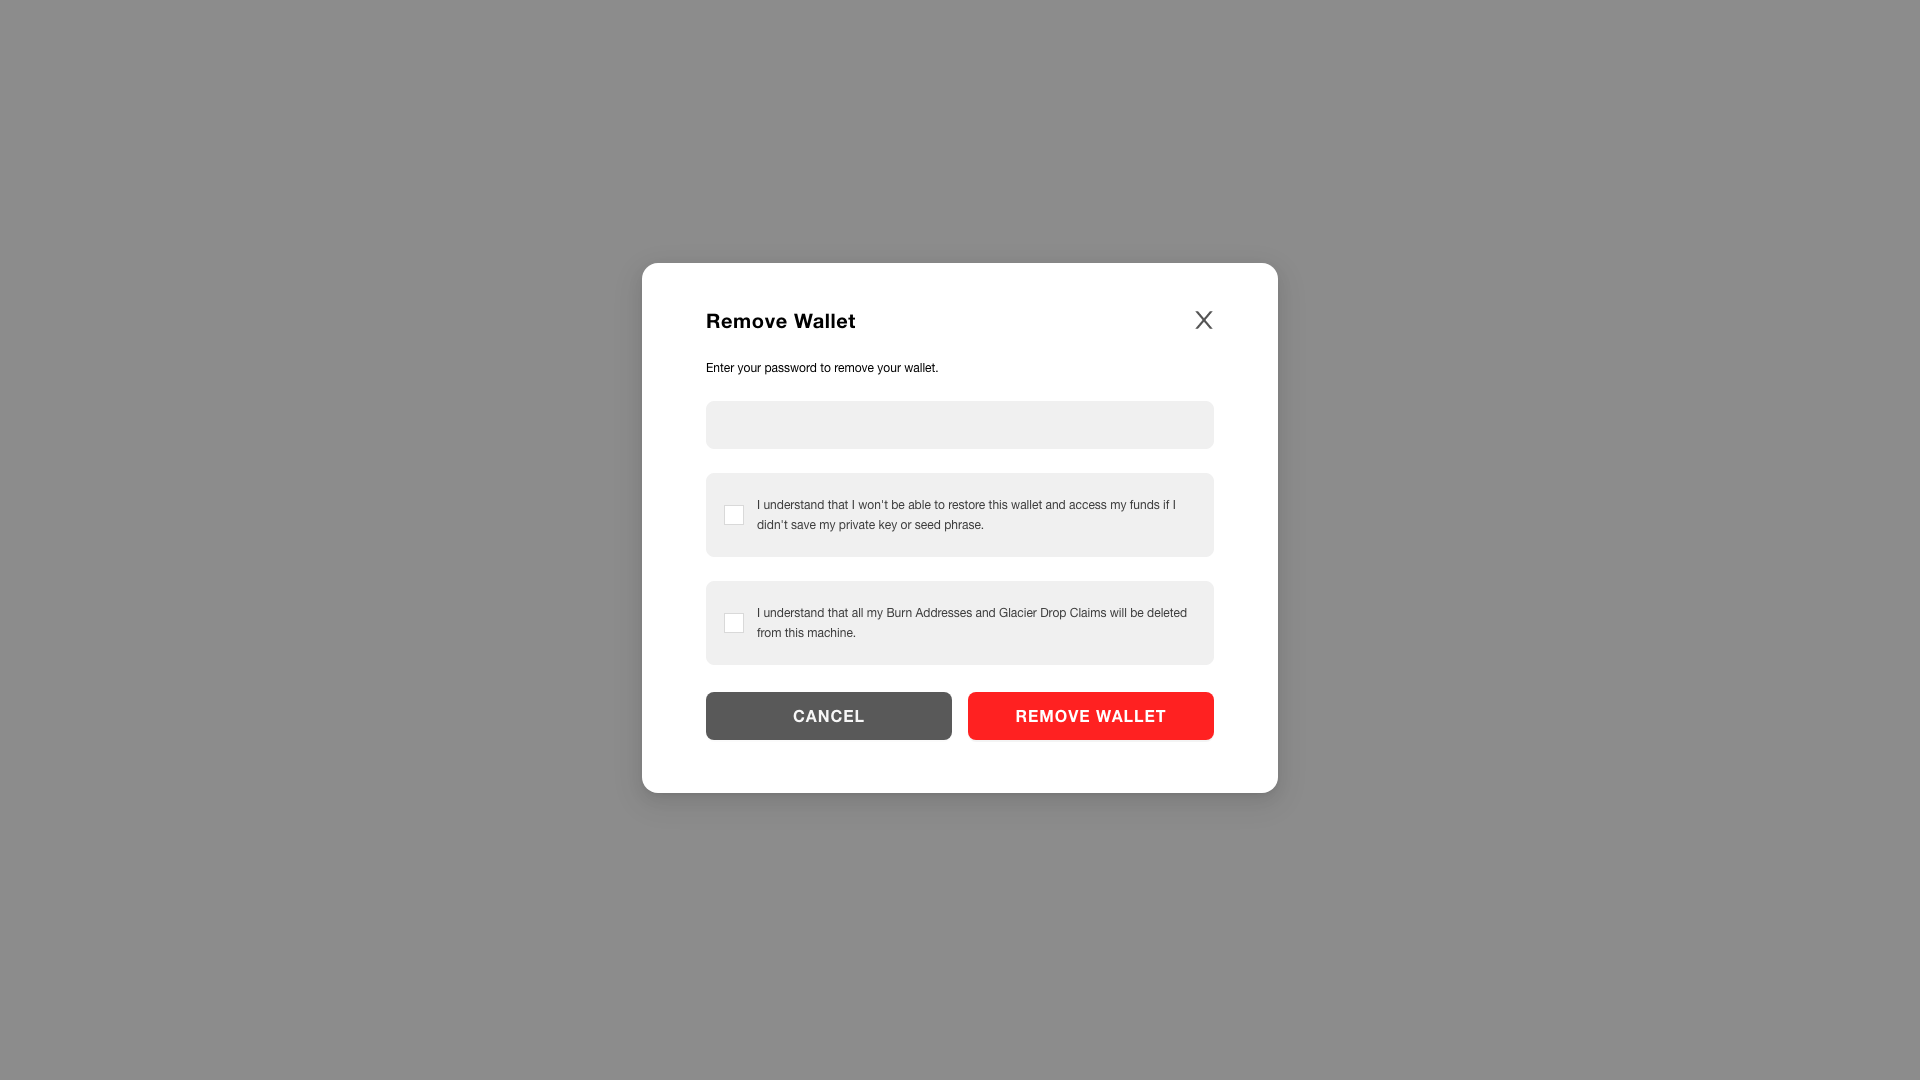 Remove Wallet
X
Enter your password to remove your wallet.
I understand that I won't be able to restore this wallet and access my funds if I
didn't save my private key or seed phrase.
I understand that all my Burn Addresses and Glacier Drop Claims will be deleted
from this machine.
CANCEL
REMOVE WALLET